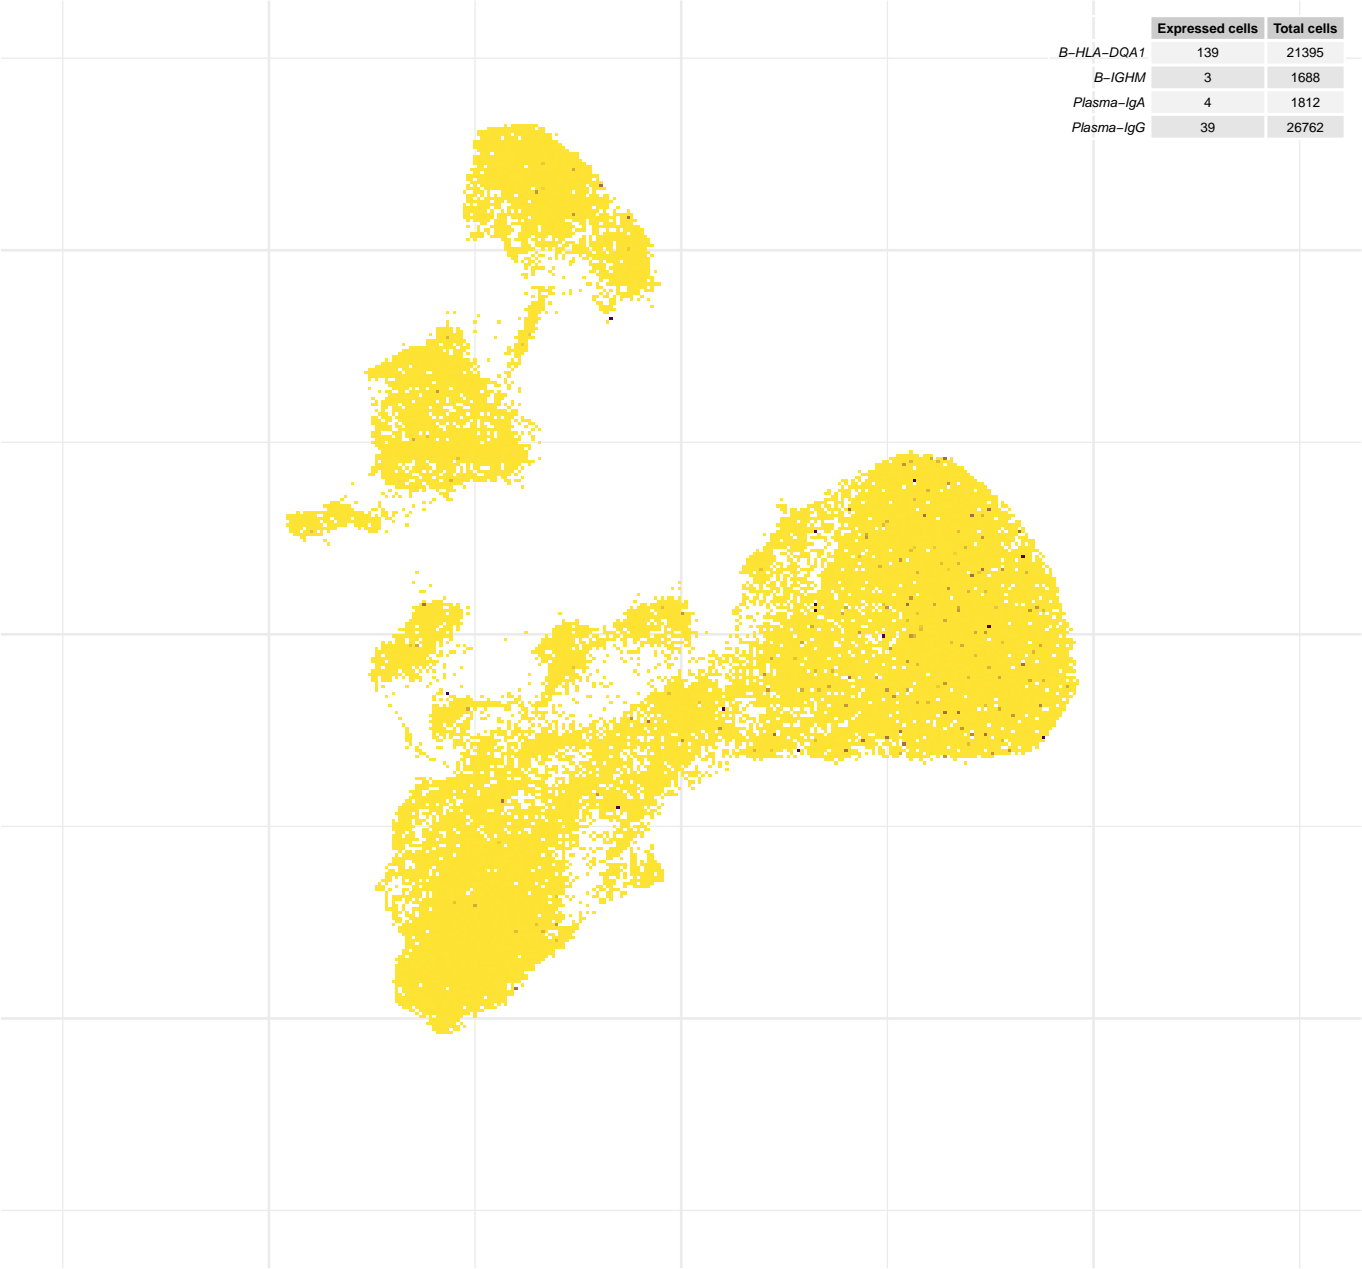 Expressed cells Total cells
B−HLA−DQA1 139 21395
B−IGHM 3 1688
Plasma−IgA 4 1812
Plasma−IgG 39 26762